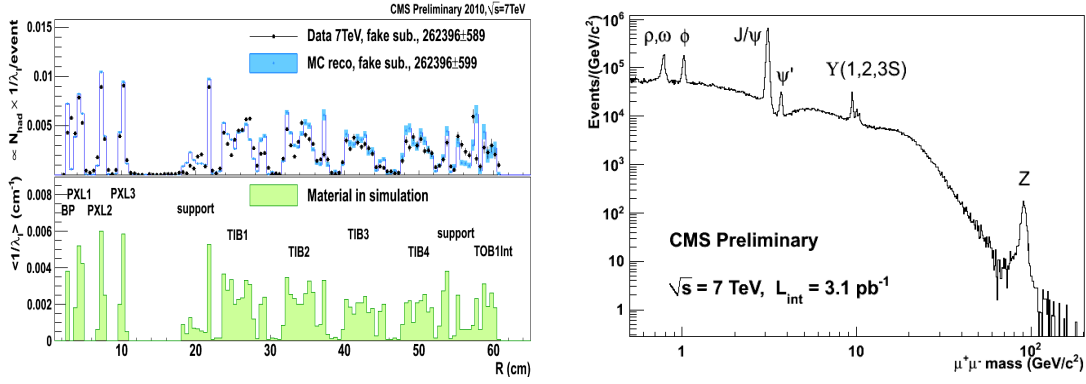 CMS Preliminary 2010, √s=7TeV
∝ N_had × 1/λ_I/event
0.015
0.01
0.005
Data 7TeV, fake sub., 262396±589
MC reco, fake sub., 262396±599
<1/λ_I> (cm⁻¹)
0.008
0.006
0.004
0.002
0
Material in simulation
PXL1
PXL3
BP
PXL2
support
TIB1
TIB2
TIB3
TIB4
support
TOB1Int
10
20
30
40
50
60
R (cm)
Events/(GeV/c²)
10⁶
10⁵
10⁴
10³
10²
10
1
ρ,ω
ϕ
J/ψ
ψ'
Υ(1,2,3S)
Z
CMS Preliminary
√s = 7 TeV, L_int = 3.1 pb⁻¹
1
10
10²
μ⁺μ⁻ mass (GeV/c²)